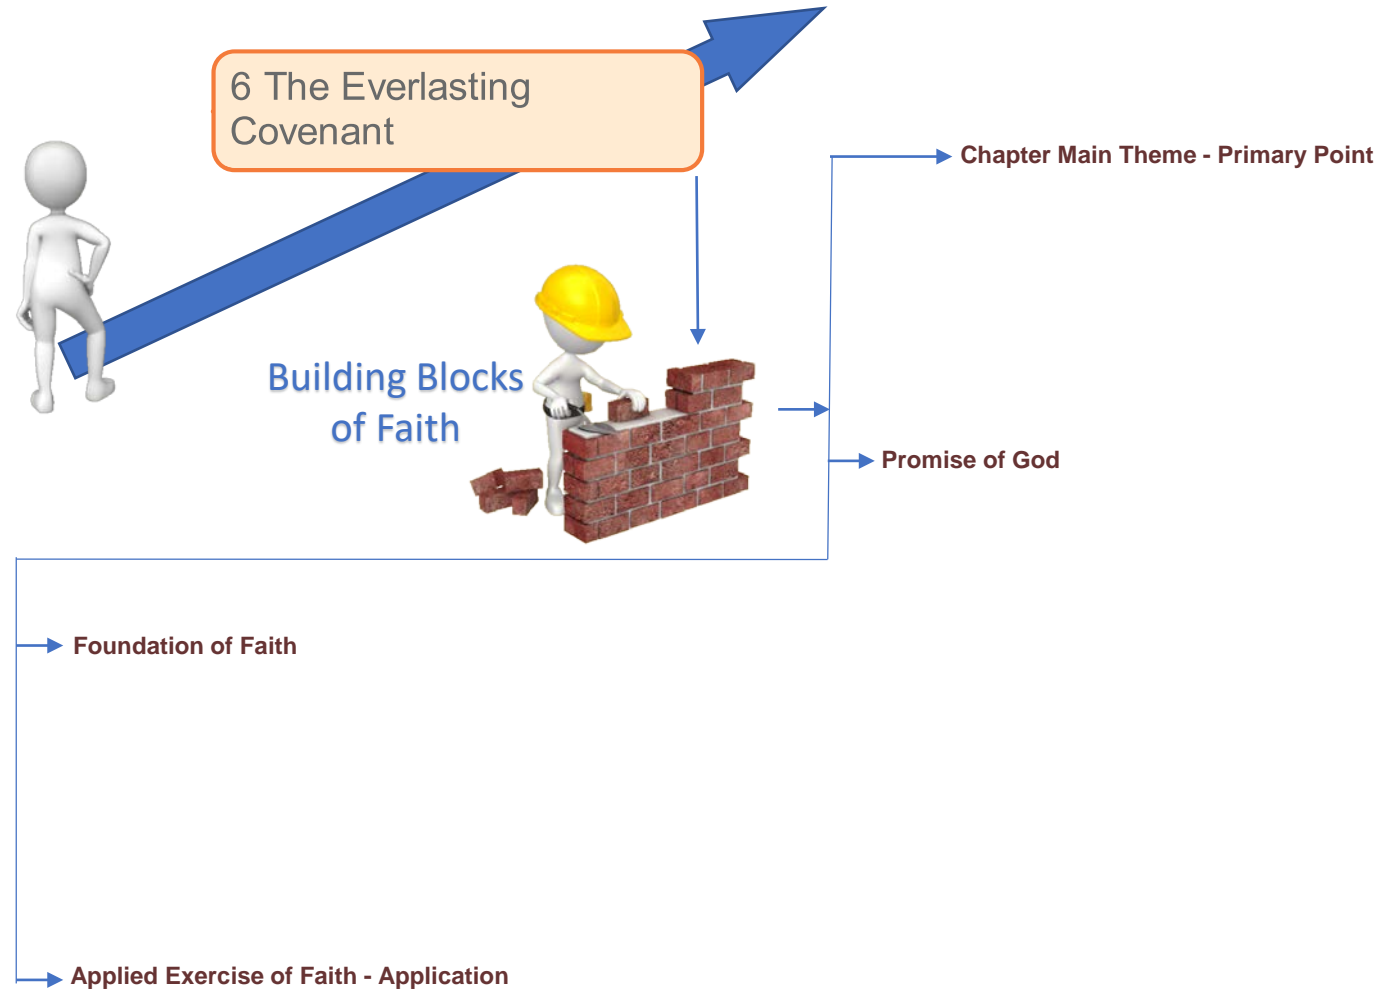 6 The Everlasting
Covenant
Chapter Main Theme - Primary Point
Building Blocks
of Faith
Promise of God
Foundation of Faith
Applied Exercise of Faith - Application